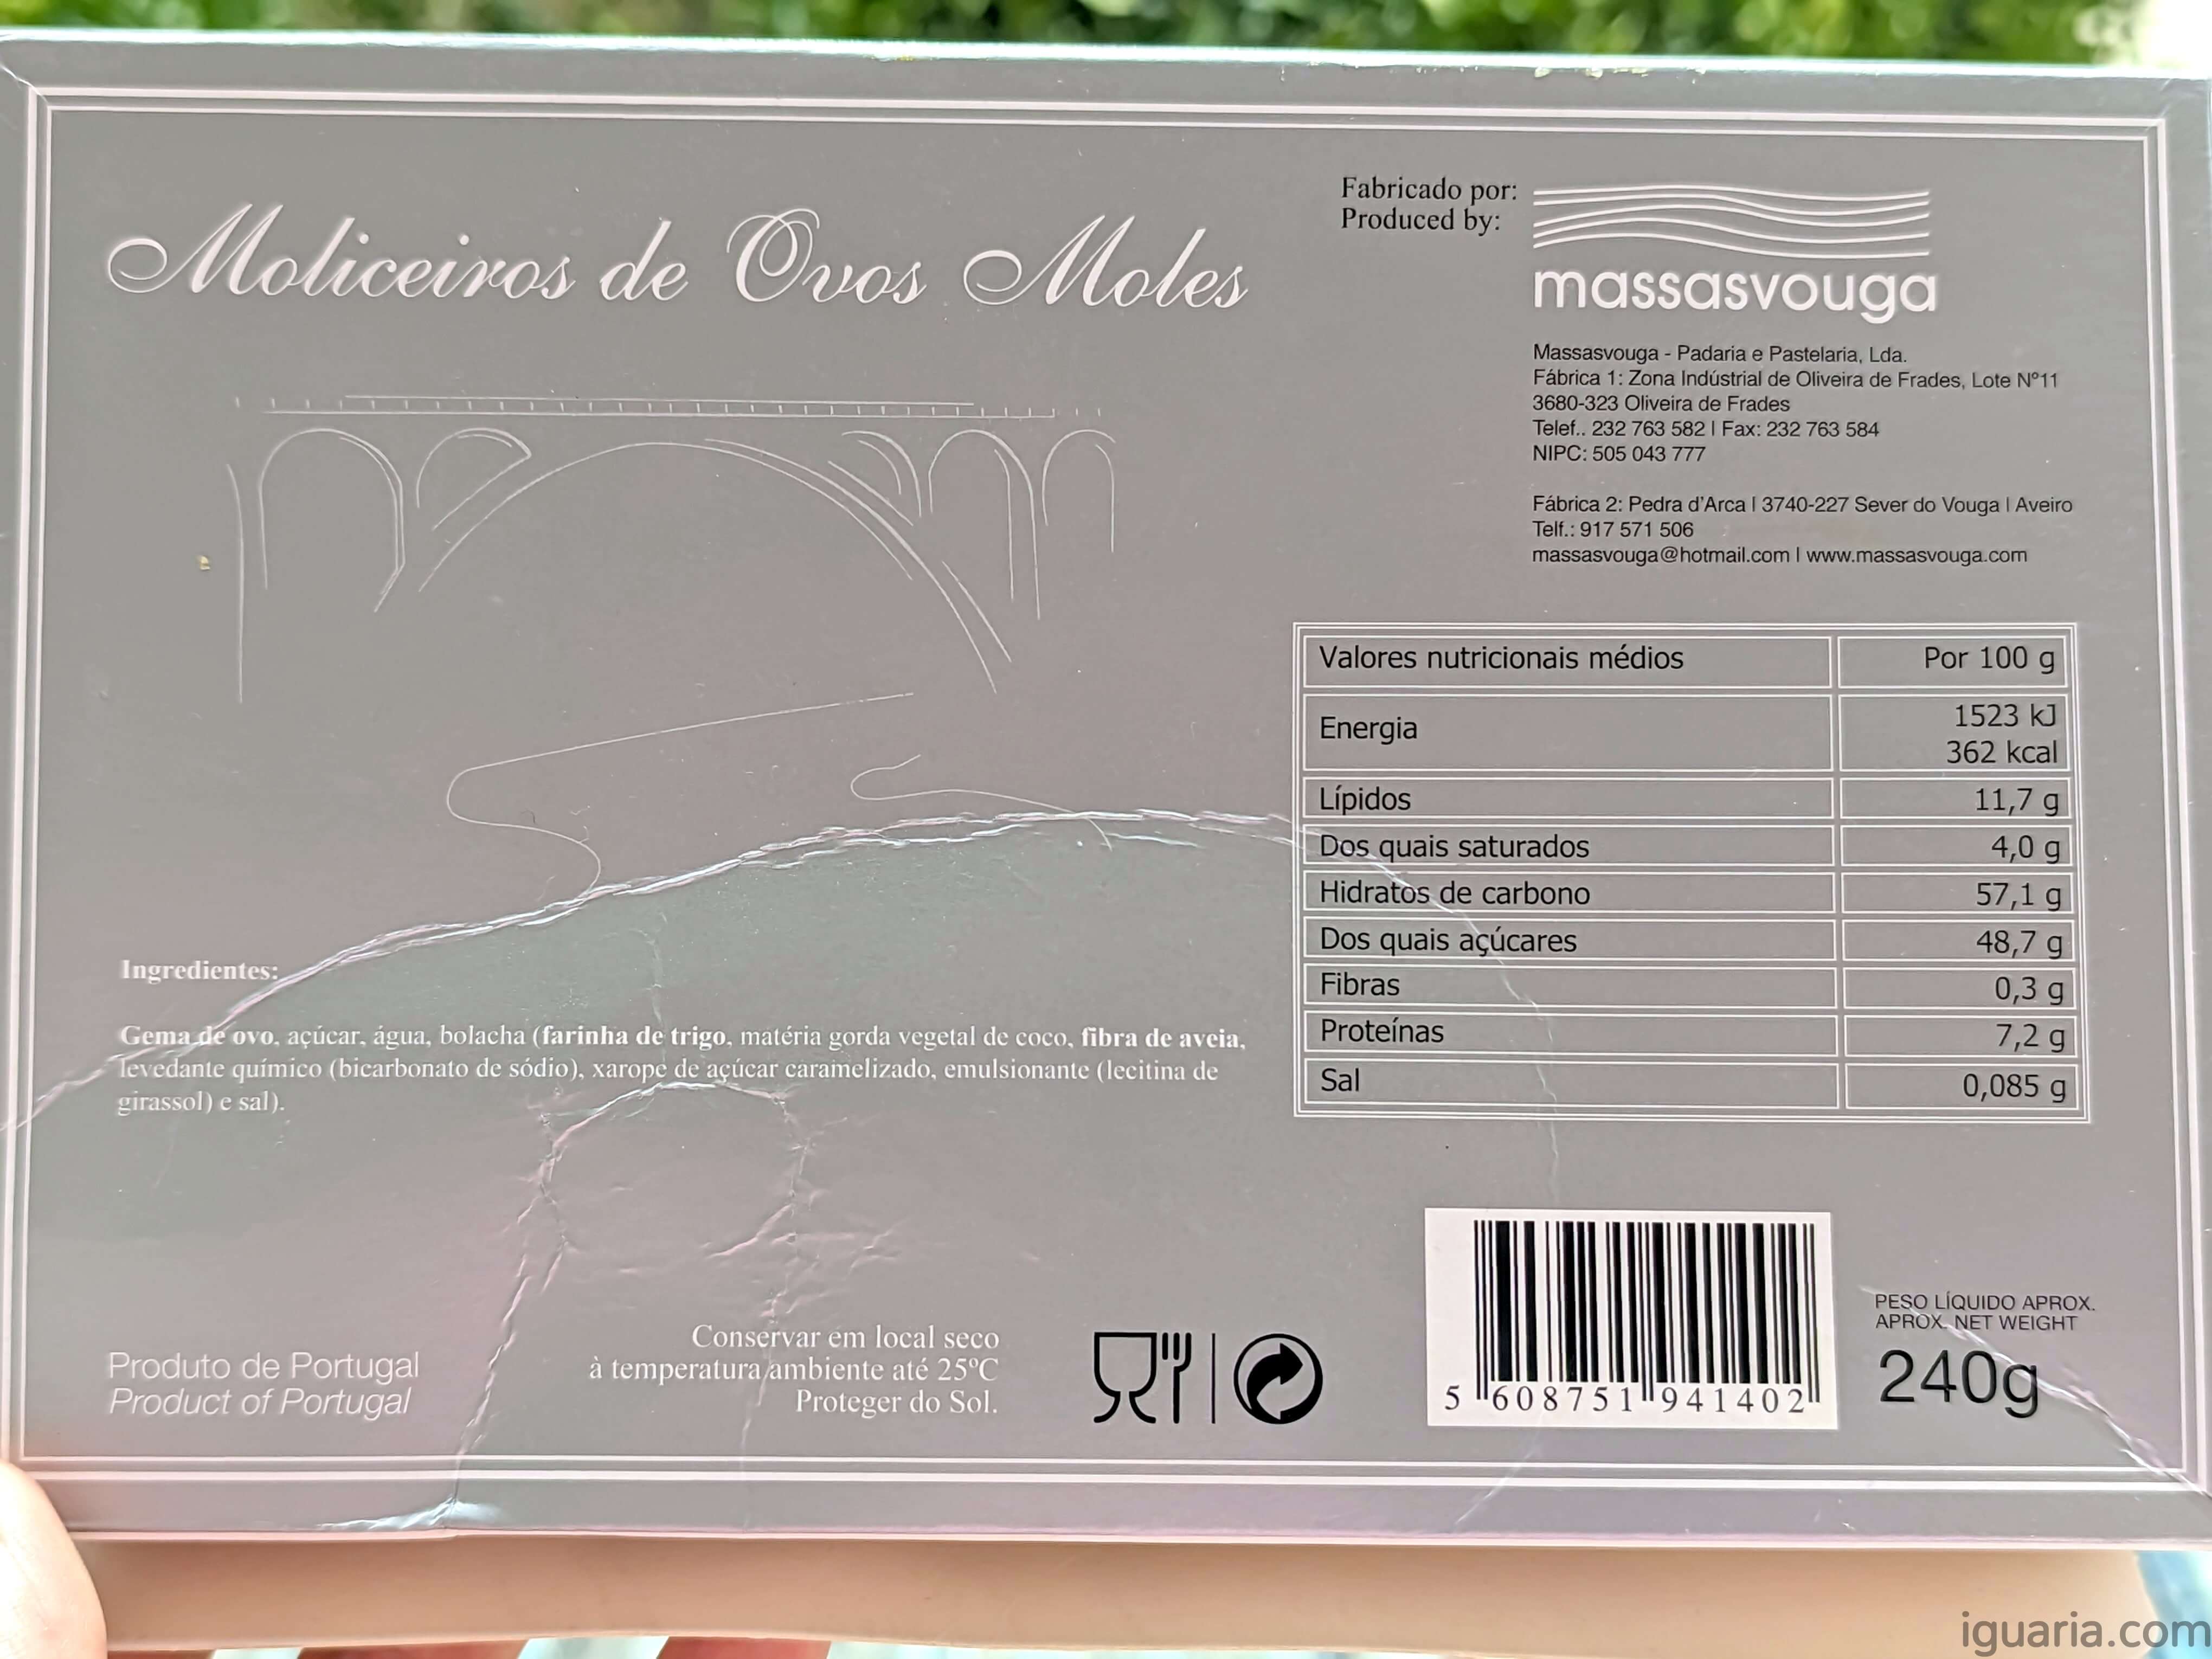 Moliceiros de Ovos Moles
Fabricado por:
Produced by:
massasvouga
Massasvouga - Padaria e Pastelaria, Lda.
Fábrica 1: Zona Indústrial de Oliveira de Frades, Lote Nº11
3680-323 Oliveira de Frades
Telef.. 232 763 582 | Fax: 232 763 584
NIPC: 505 043 777
Fábrica 2: Pedra d'Arca | 3740-227 Sever do Vouga | Aveiro
Telf.: 917 571 506
massasvouga@hotmail.com | www.massasvouga.com
Valores nutricionais médios Por 100 g
Energia 1523 kJ
362 kcal
Lípidos 11,7 g
Dos quais saturados 4,0 g
Hidratos de carbono 57,1 g
Dos quais açúcares 48,7 g
Fibras 0,3 g
Proteínas 7,2 g
Sal 0,085 g
Ingredientes:
Gema de ovo, açúcar, água, bolacha (farinha de trigo, matéria gorda vegetal de coco, fibra de aveia,
levedante químico (bicarbonato de sódio), xarope de açúcar caramelizado, emulsionante (lecitina de
girassol) e sal).
Produto de Portugal
Product of Portugal
Conservar em local seco
à temperatura ambiente até 25ºC
Proteger do Sol.
5 608751 941402
PESO LÍQUIDO APROX.
APROX. NET WEIGHT
240g
iguaria.com